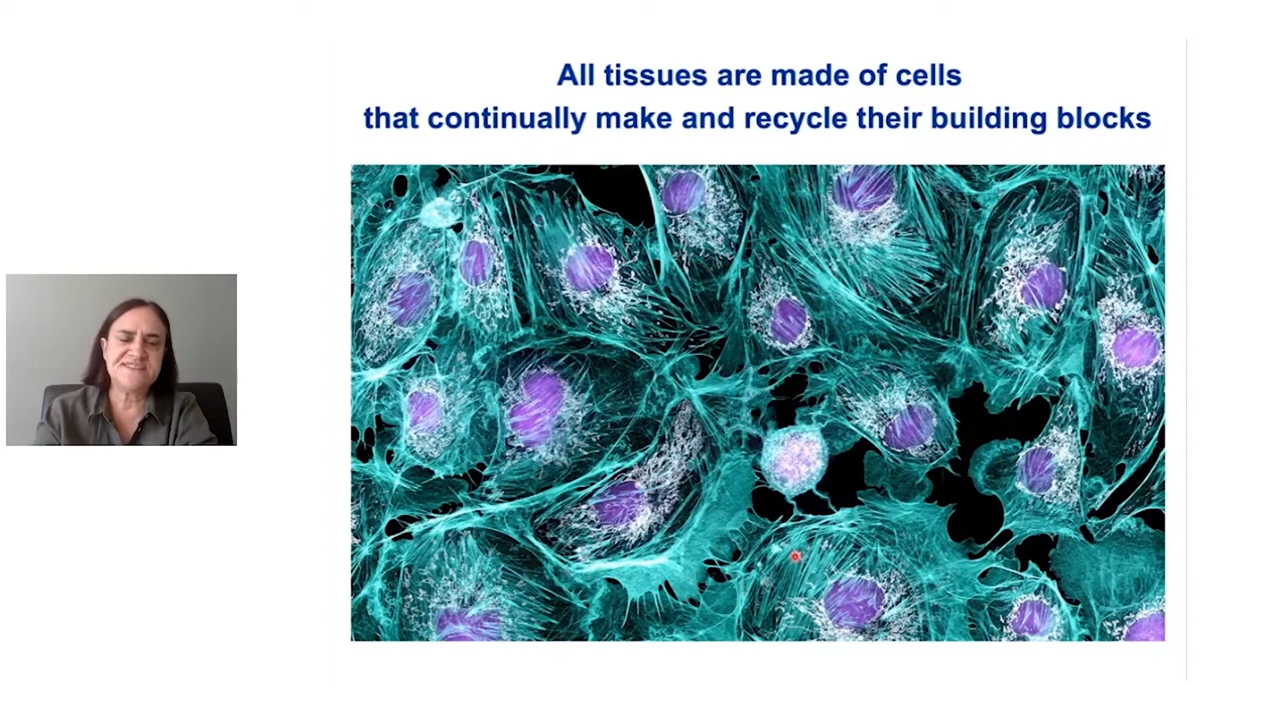 All tissues are made of cells
that continually make and recycle their building blocks